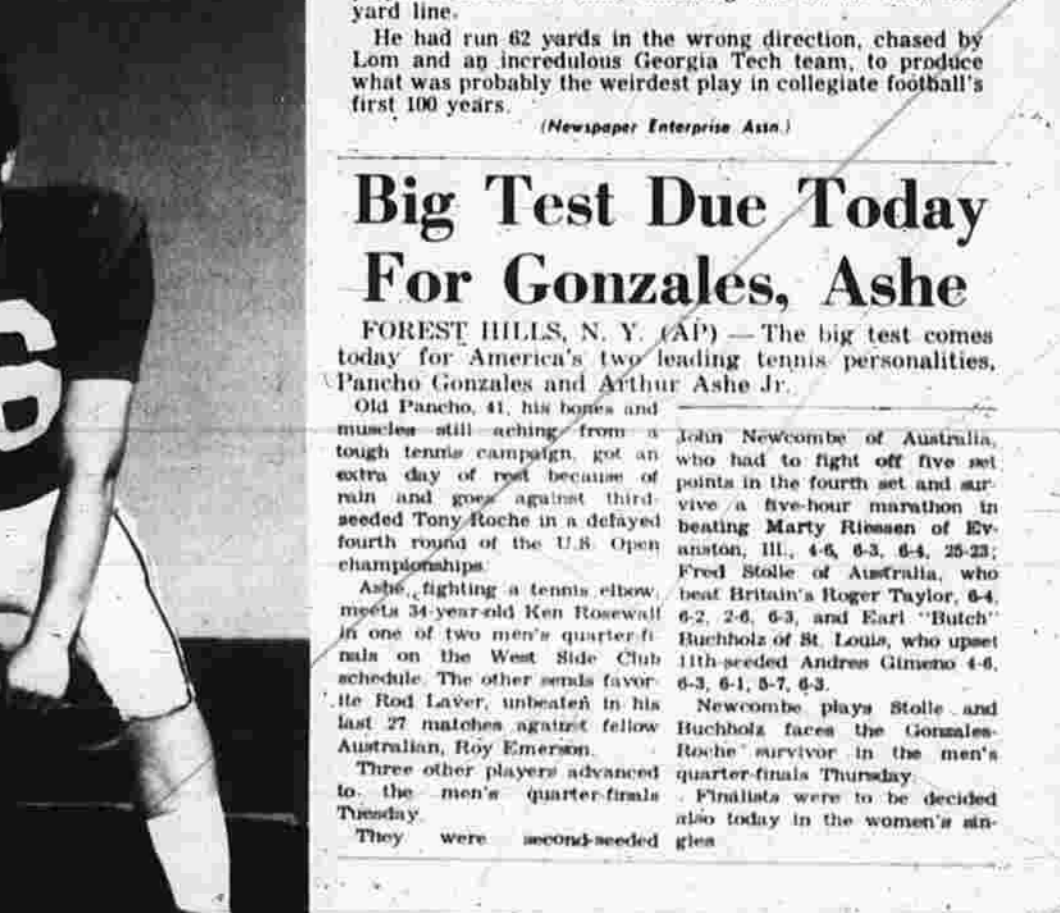 yard line.
He had run 62 yards in the wrong direction, chased by
Lom and an incredulous Georgia Tech team, to produce
what was probably the weirdest play in collegiate football's
first 100 years.
(Newspaper Enterprise Assn.)
Big Test Due Today
For Gonzales, Ashe
FOREST HILLS, N. Y. (AP) — The big test comes
today for America's two leading tennis personalities,
Pancho Gonzales and Arthur Ashe Jr.
Old Pancho, 41, his bones and
muscles still aching from a
tough tennis campaign, got an
extra day of rest because of
rain and goes against third-
seeded Tony Roche in a delayed
fourth round of the U.S. Open
championships.
Ashe, fighting a tennis elbow,
meets 34-year-old Ken Rosewall
in one of two men's quarter-fi-
nals on the West Side Club
schedule. The other sends favor-
ite Rod Laver, unbeaten in his
last 27 matches against fellow
Australian, Roy Emerson.
Three other players advanced
to the men's quarter-finals
Tuesday.
They were second-seeded
John Newcombe of Australia,
who had to fight off five set
points in the fourth set and sur-
vive a five-hour marathon in
beating Marty Riessen of Ev-
anston, Ill., 4-6, 6-3, 6-4, 25-23;
Fred Stolle of Australia, who
beat Britain's Roger Taylor, 6-4,
6-2, 2-6, 6-3, and Earl "Butch"
Buchholz of St. Louis, who upset
11th-seeded Andres Gimeno 4-6,
6-3, 6-1, 5-7, 6-3.
Newcombe plays Stolle and
Buchholz faces the Gonzales-
Roche survivor in the men's
quarter-finals Thursday.
Finalists were to be decided
also today in the women's sin-
gles
6